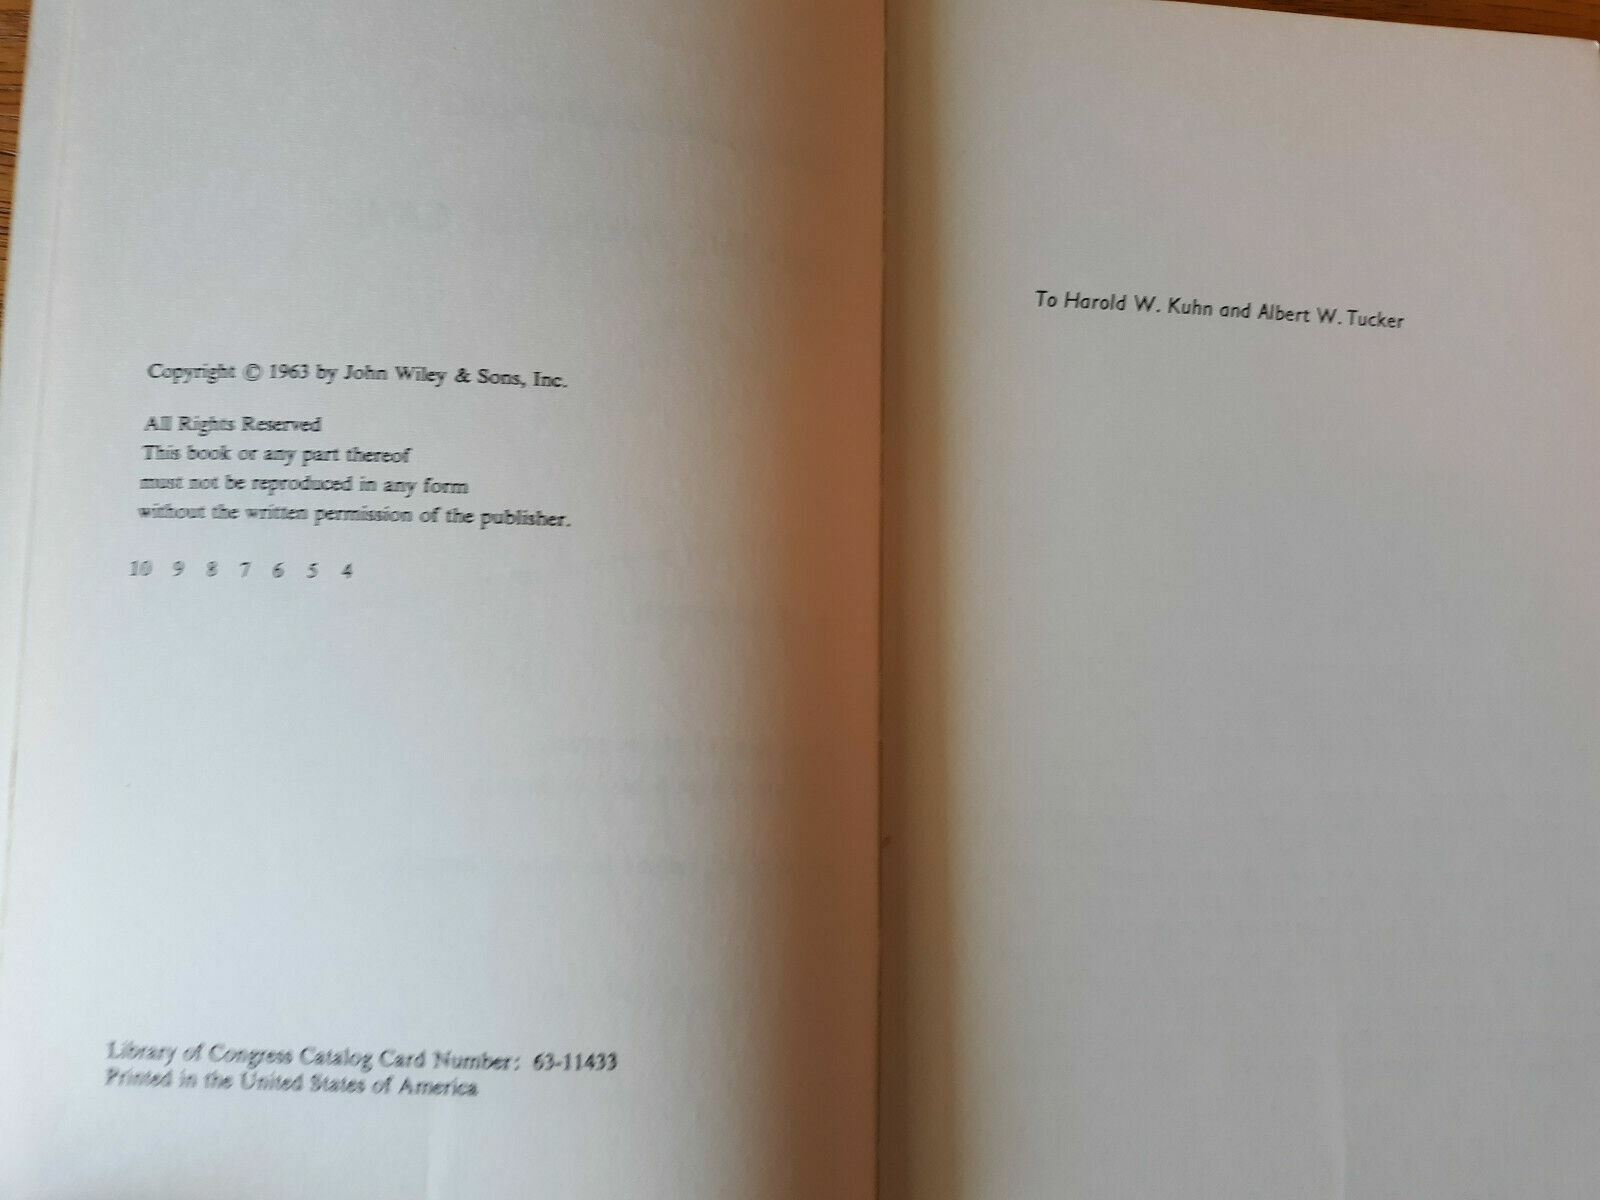 Copyright © 1963 by John Wiley & Sons, Inc.
All Rights Reserved
This book or any part thereof
must not be reproduced in any form
without the written permission of the publisher.
10 9 8 7 6 5 4
Library of Congress Catalog Card Number: 63-11433
Printed in the United States of America
To Harold W. Kuhn and Albert W. Tucker